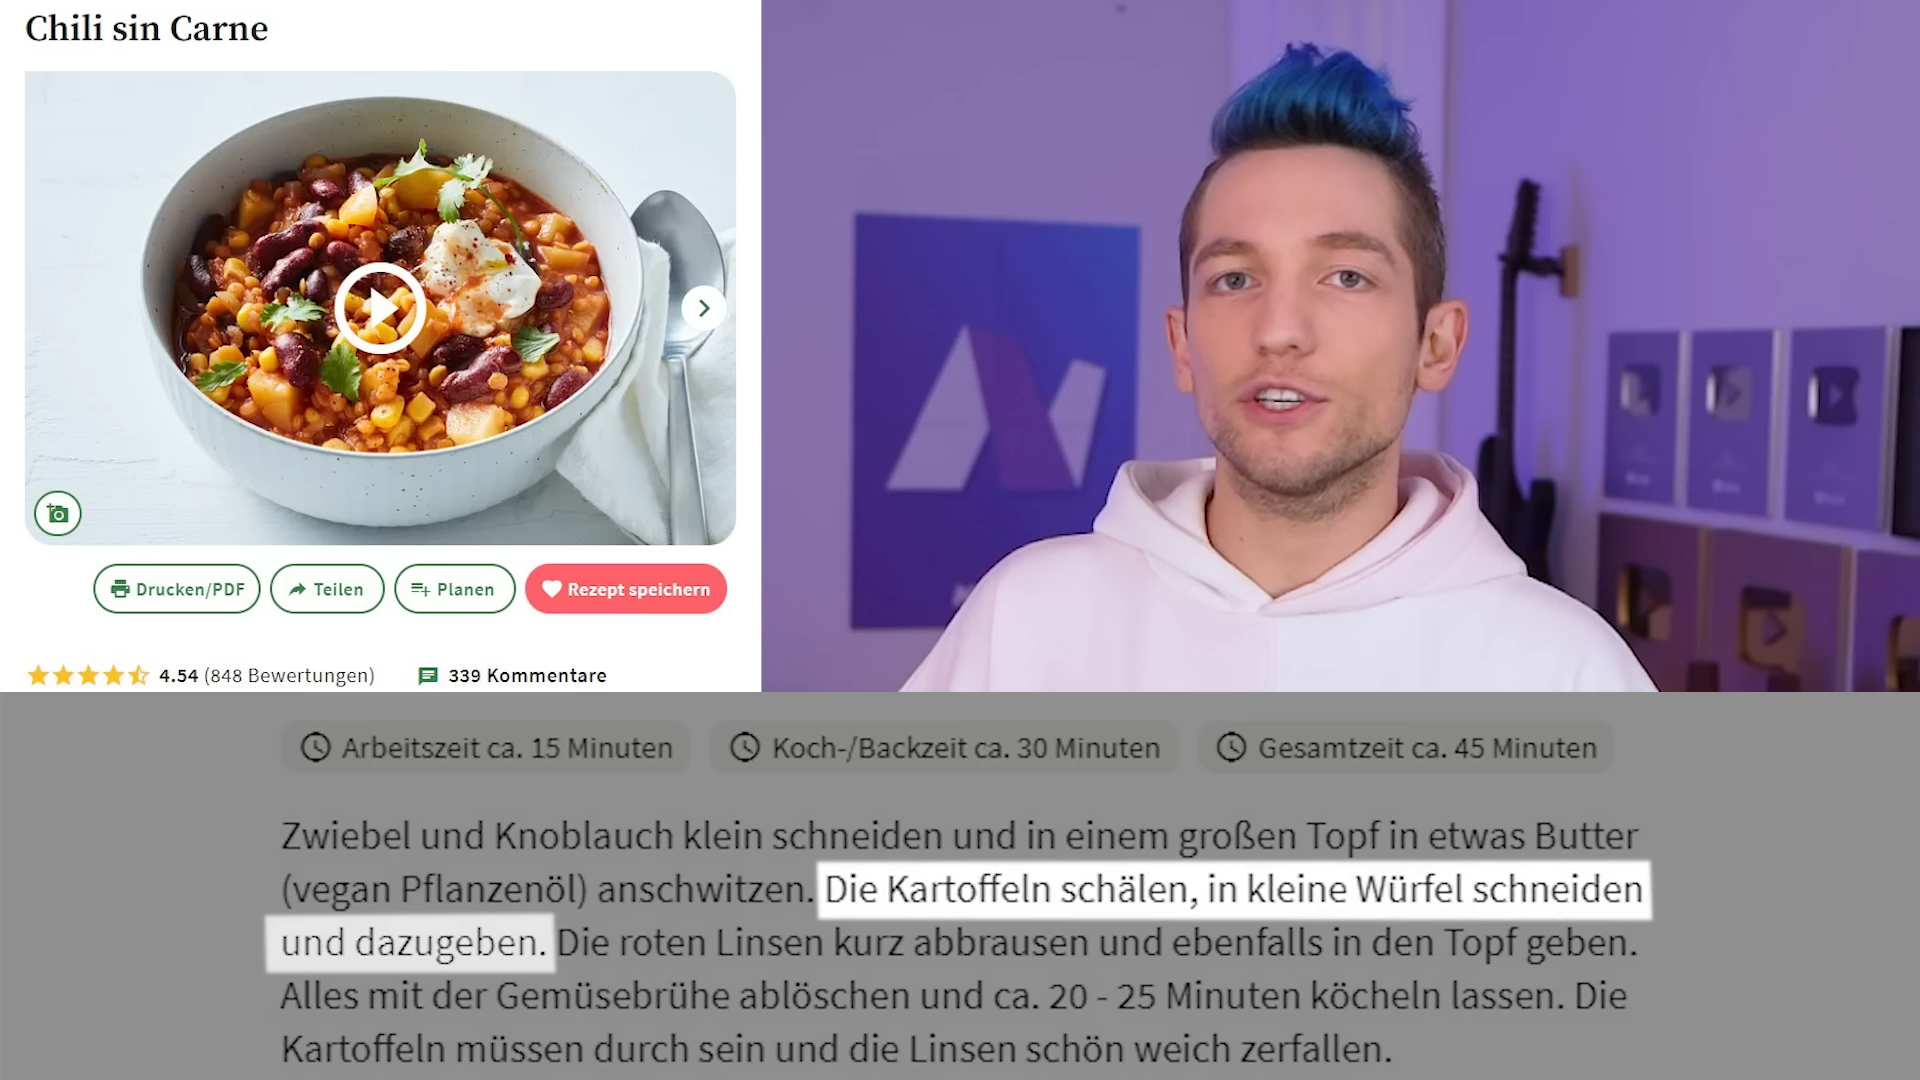 Chili sin Carne
Drucken/PDF
Teilen
Planen
Rezept speichern
4.54 (848 Bewertungen)
339 Kommentare
Arbeitszeit ca. 15 Minuten
Koch-/Backzeit ca. 30 Minuten
Gesamtzeit ca. 45 Minuten
Zwiebel und Knoblauch klein schneiden und in einem großen Topf in etwas Butter
(vegan Pflanzenöl) anschwitzen. Die Kartoffeln schälen, in kleine Würfel schneiden
und dazugeben. Die roten Linsen kurz abbrausen und ebenfalls in den Topf geben.
Alles mit der Gemüsebrühe ablöschen und ca. 20 - 25 Minuten köcheln lassen. Die
Kartoffeln müssen durch sein und die Linsen schön weich zerfallen.